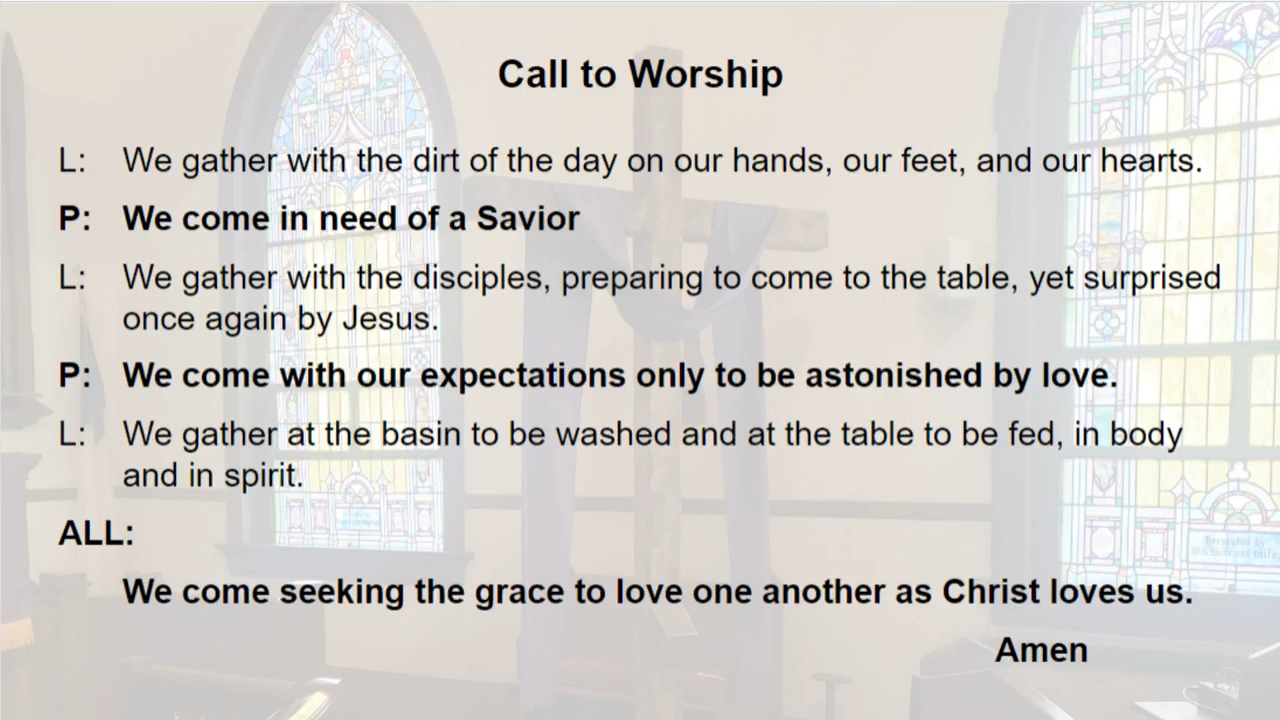 Call to Worship
L: We gather with the dirt of the day on our hands, our feet, and our hearts.
P: We come in need of a Savior
L: We gather with the disciples, preparing to come to the table, yet surprised
once again by Jesus.
P: We come with our expectations only to be astonished by love.
L: We gather at the basin to be washed and at the table to be fed, in body
and in spirit.
ALL:
We come seeking the grace to love one another as Christ loves us.
Amen
Presented by